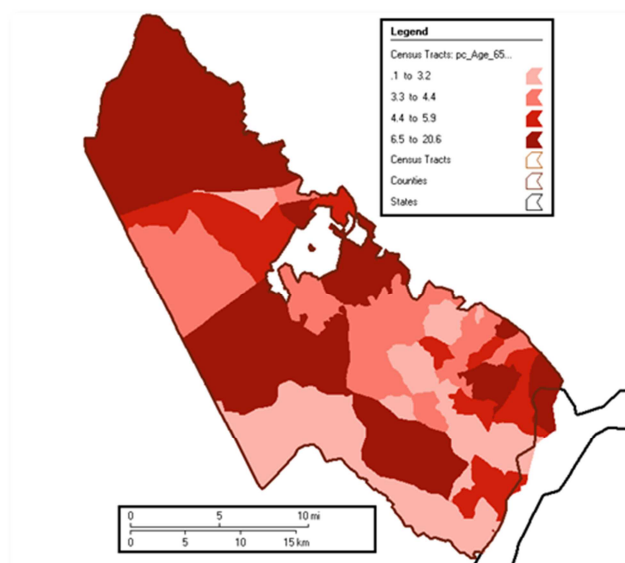 Legend
Census Tracts: pc_Age_65...
.1 to 3.2
3.3 to 4.4
4.4 to 5.9
6.5 to 20.6
Census Tracts
Counties
States
0 5 10 mi
0 5 10 15 km